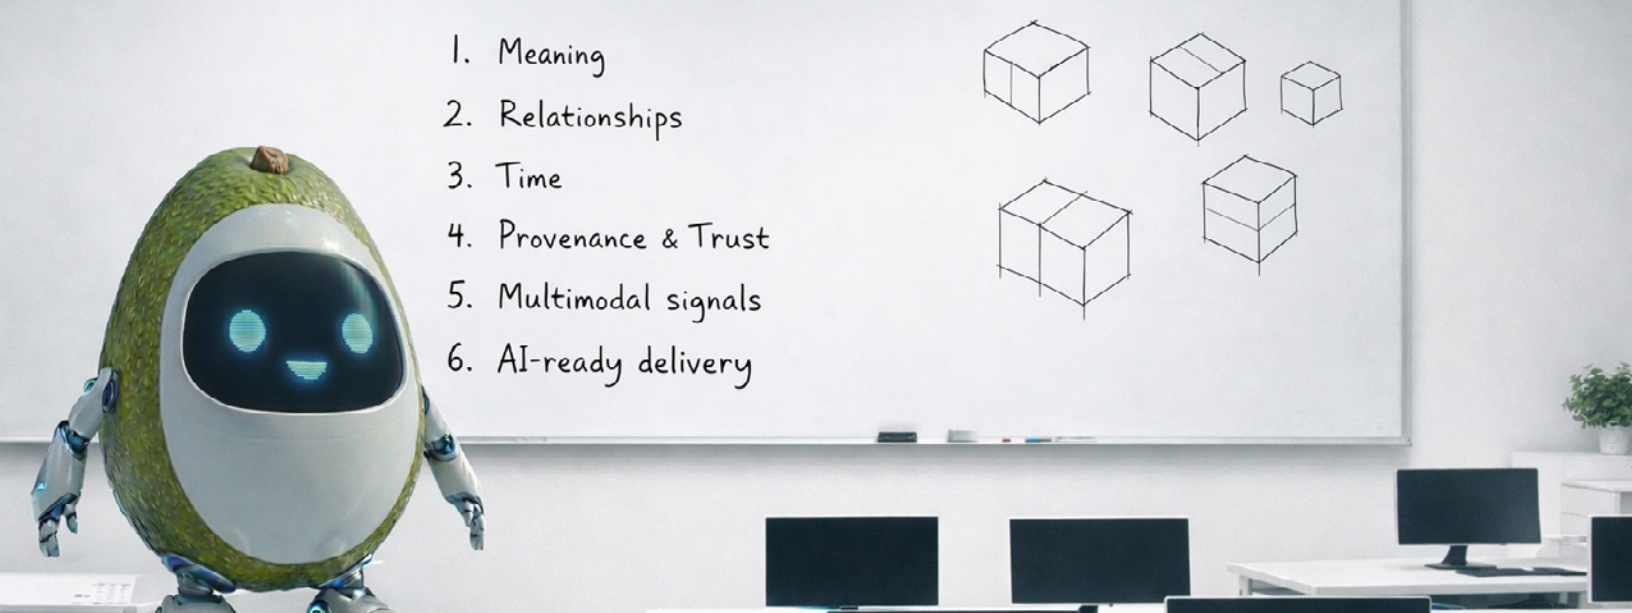 1. Meaning
2. Relationships
3. Time
4. Provenance & Trust
5. Multimodal signals
6. AI-ready delivery